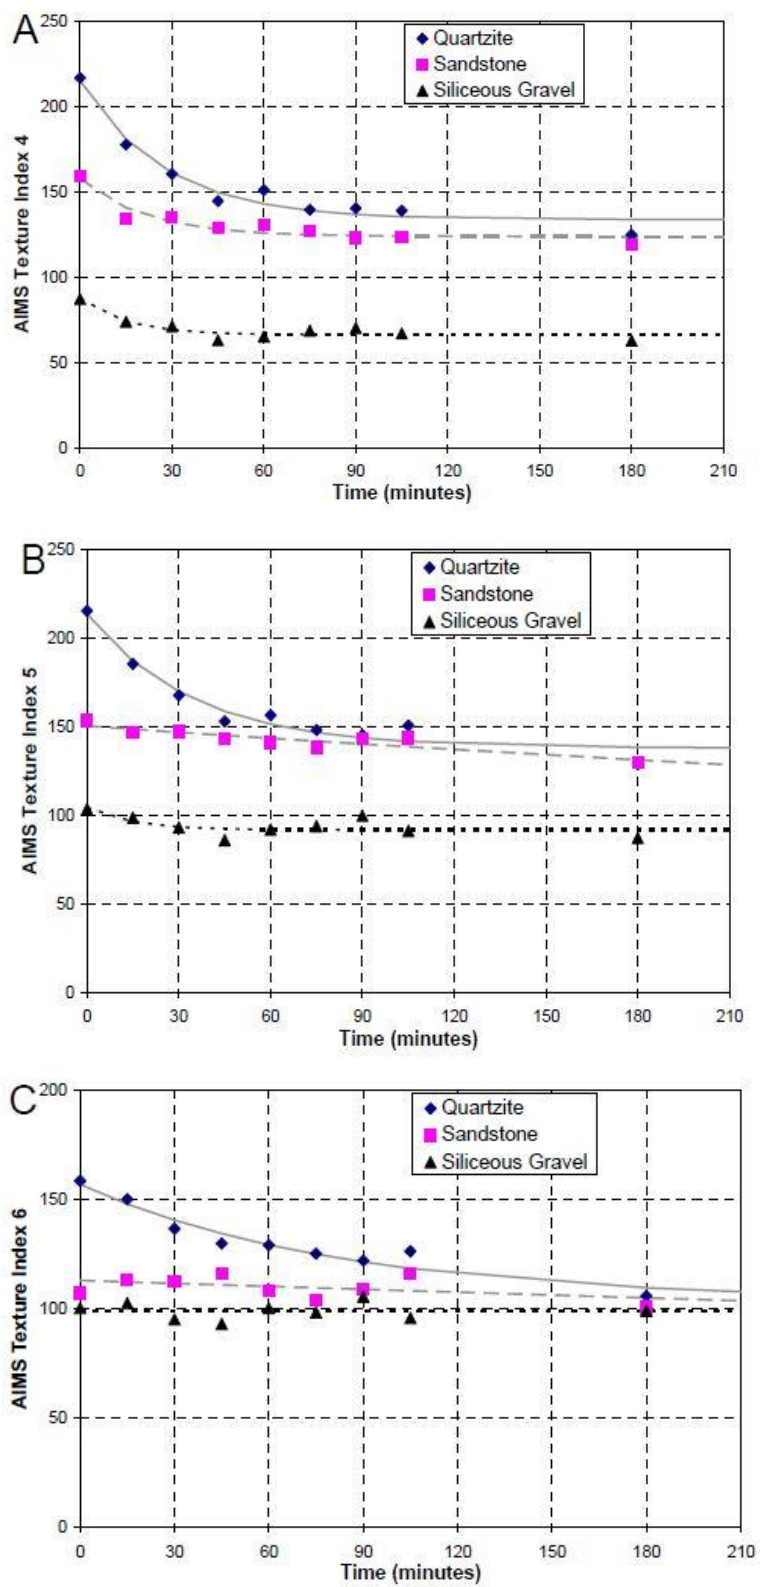 A
250
200
150
100
50
0
AIMS Texture Index 4
Quartzite
Sandstone
Siliceous Gravel
0 30 60 90 120 150 180 210
Time (minutes)
B
250
200
150
100
50
0
AIMS Texture Index 5
Quartzite
Sandstone
Siliceous Gravel
0 30 60 90 120 150 180 210
Time (minutes)
C
200
150
100
50
0
AIMS Texture Index 6
Quartzite
Sandstone
Siliceous Gravel
0 30 60 90 120 150 180 210
Time (minutes)